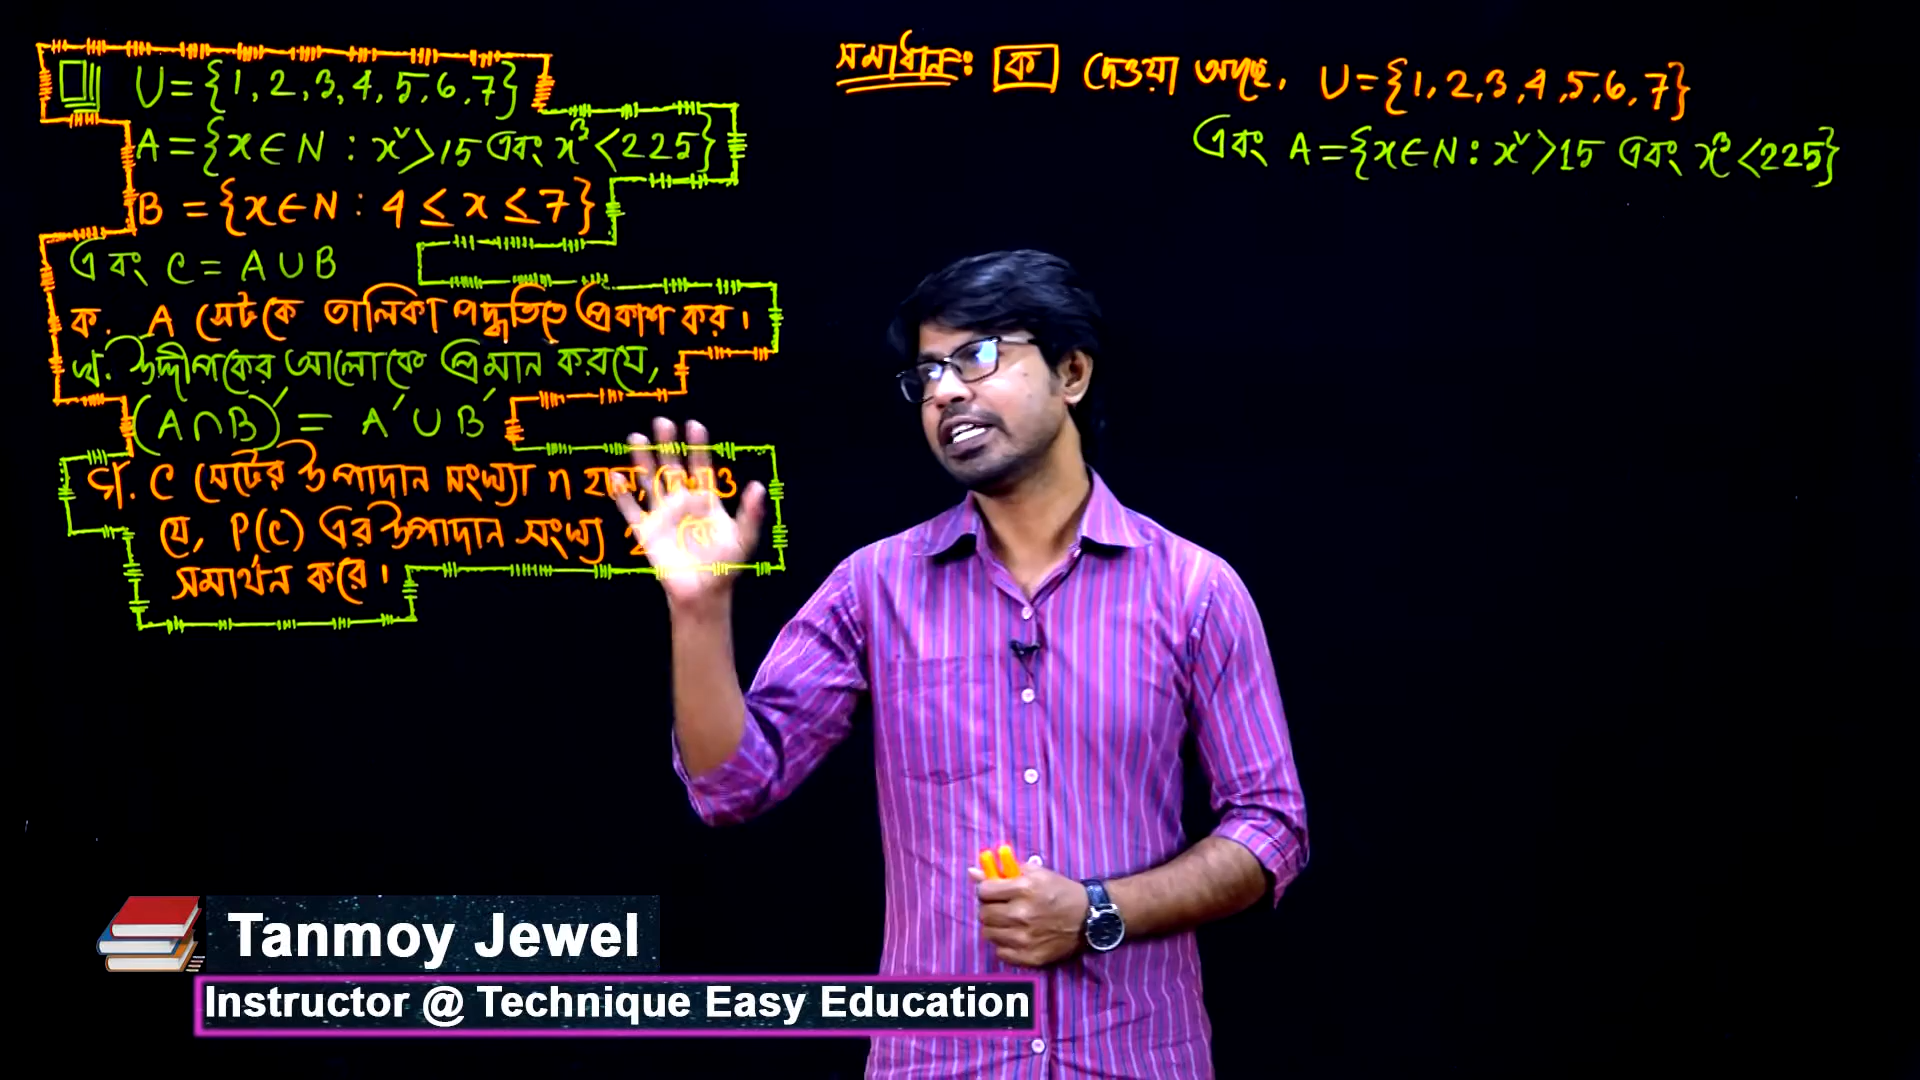 U = {1, 2, 3, 4, 5, 6, 7}
A = {x ∈ N : x² > 15 এবং x³ < 225}
B = {x ∈ N : 4 ≤ x ≤ 7}
এবং C = A ∪ B
ক. A সেটকে তালিকা পদ্ধতিতে প্রকাশ কর।
খ. উদ্দীপকের আলোকে প্রমান কর যে,
(A ∩ B)′ = A′ ∪ B′
গ. C সেটের উপাদান সংখ্যা n হলে, দেখাও
যে, P(C) এর উপাদান সংখ্যা
সমার্থন করে।
সমাধান: ক দেওয়া আছে, U = {1, 2, 3, 4, 5, 6, 7}
এবং A = {x ∈ N : x² > 15 এবং x³ < 225}
Tanmoy Jewel
Instructor @ Technique Easy Education